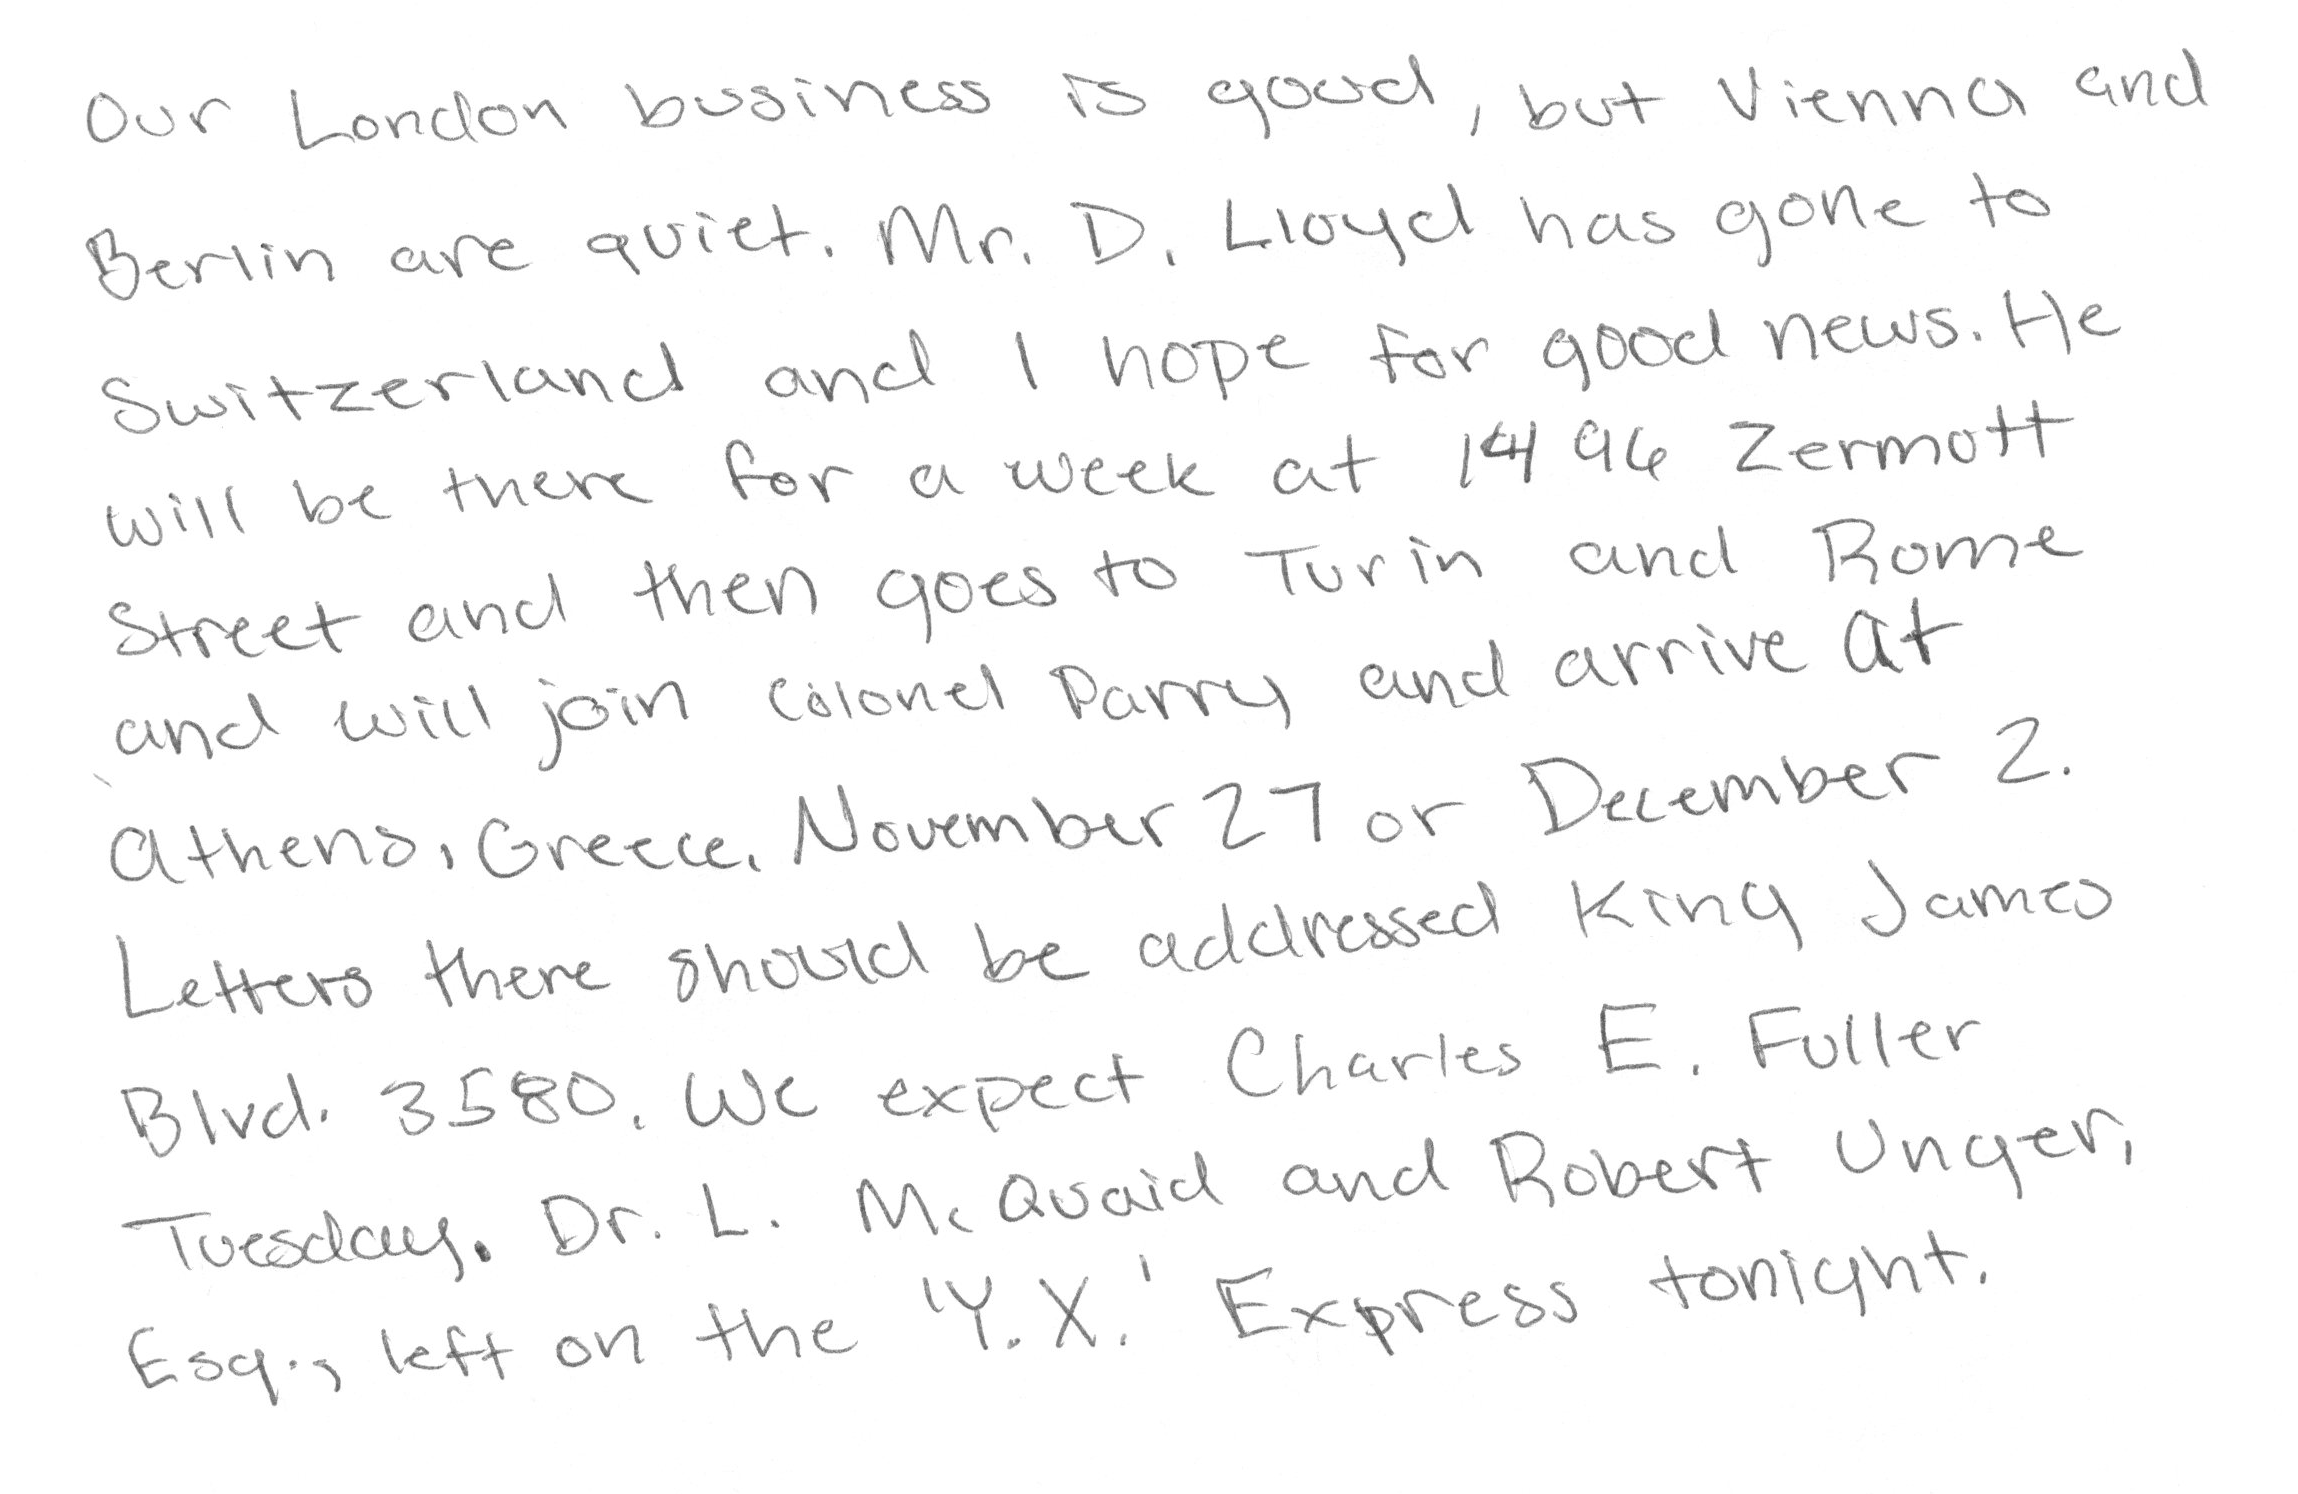 Our London business is good, but Vienna and
Berlin are quiet. Mr. D. Lloyd has gone to
Switzerland and I hope for good news. He
will be there for a week at 1496 Zermott
Street and then goes to Turin and Rome
and will join Colonel Parry and arrive at
Athens, Greece, November 27 or December 2.
Letters there should be addressed King James
Blvd. 3580. We expect Charles E. Fuller
Tuesday. Dr. L. McQuaid and Robert Unger,
Esq., left on the 'Y.X.' Express tonight.